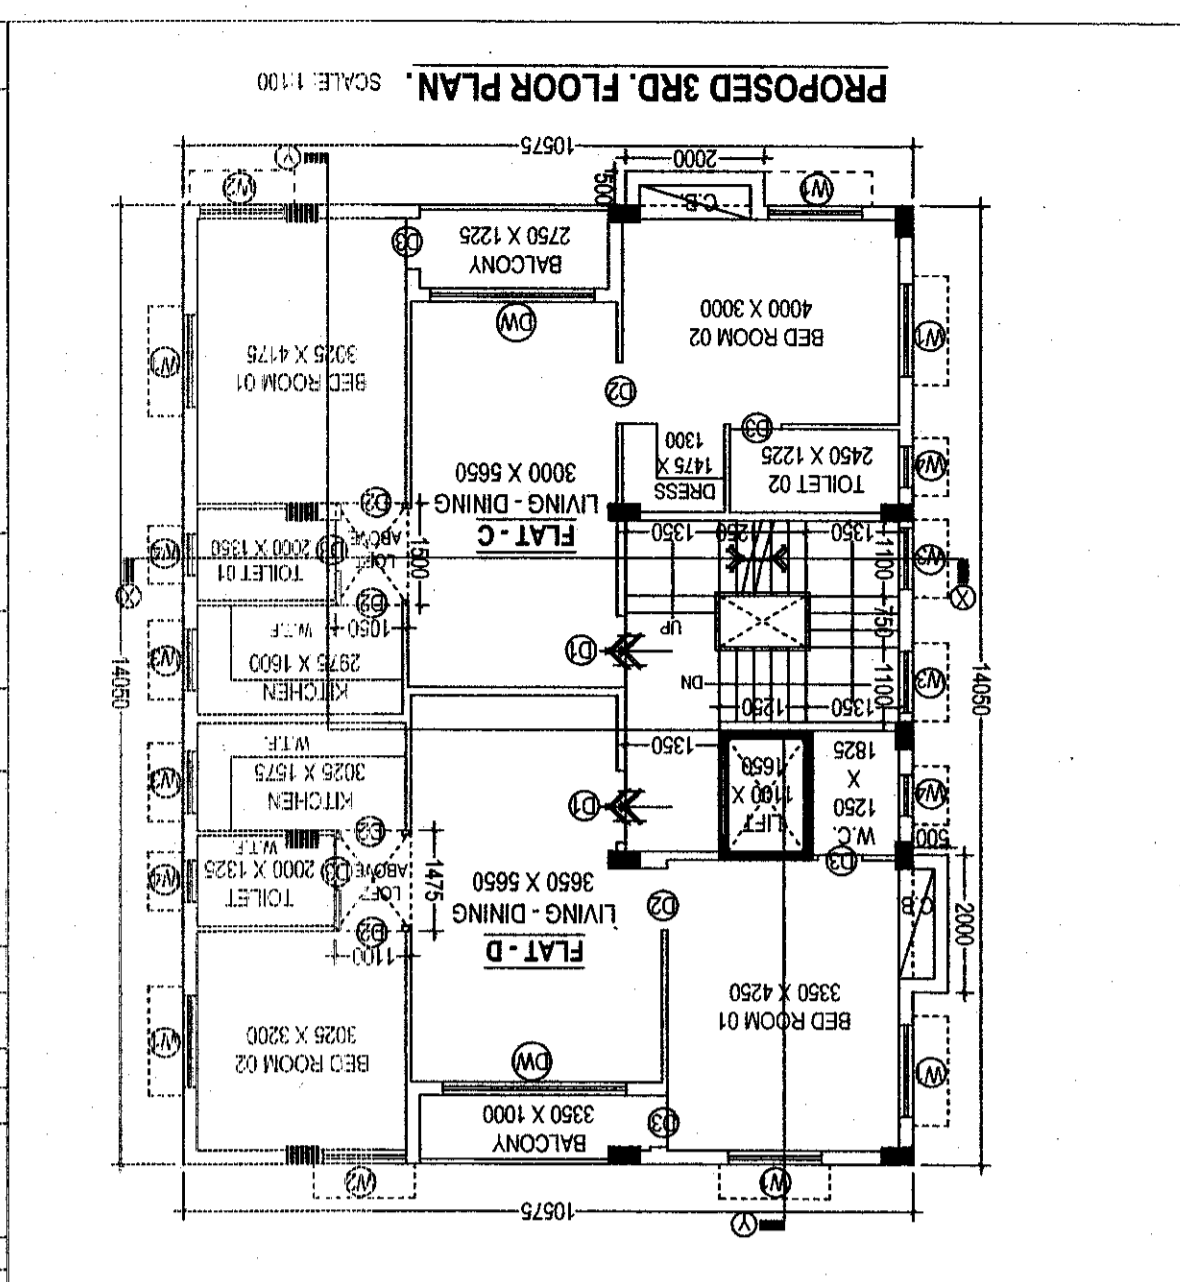 Y
10575
W1
W2
BALCONY
3350 X 1000
D3
W1
DW
BED ROOM 01
3350 X 4250
BED ROOM 02
3025 X 3200
W1
FLAT - D
LIVING - DINING
3650 X 5650
1100
D2
2000
C.B
D2
1475
TOILET
2000 X 1325
W.T.F.
LOFT
ABOVE
D3
W4
500
D3
D2
W.C.
1250
X
1825
W4
LIFT
1100 X
1650
D1
KITCHEN
3025 X 1575
W.T.F.
W3
1350
1350
1250
14050
W3
1100
DN
D1
KITCHEN
2975 X 1600
W.T.F.
W3
14050
UP
750
1050
D2
X
X
1100
W3
1500
LOFT
ABOVE
D3
TOILET 01
2000 X 1350
1350
1250
1350
FLAT - C
LIVING - DINING
3000 X 5650
D2
TOILET 02
2450 X 1225
W4
DRESS
1475 X
1300
D3
D2
BED ROOM 01
3025 X 4175
W1
BED ROOM 02
4000 X 3000
W1
DW
BALCONY
2750 X 1225
D3
C.B
W1
500
W2
2000
10575
Y
PROPOSED 3RD. FLOOR PLAN. SCALE: 1:100